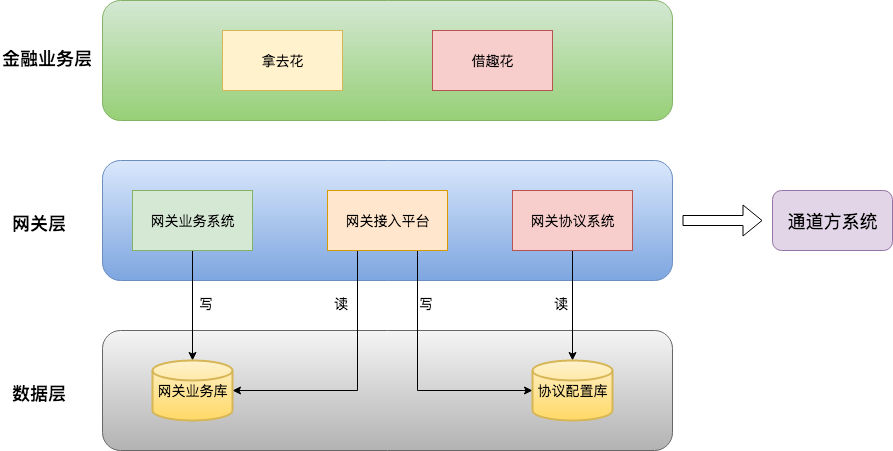 金融业务层
拿去花
借趣花
网关层
网关业务系统
网关接入平台
网关协议系统
通道方系统
写
读
写
读
数据层
网关业务库
协议配置库